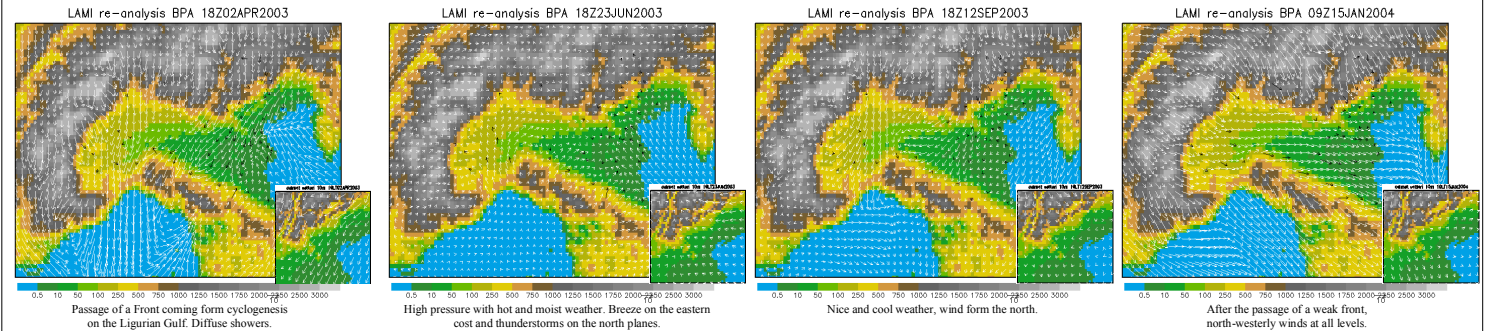 LAMI re-analysis BPA 18Z02APR2003
LAMI re-analysis BPA 18Z23JUN2003
LAMI re-analysis BPA 18Z12SEP2003
LAMI re-analysis BPA 09Z15JAN2004
0.5 10 50 100 250 500 750 1000 1250 1500 1750 2000 2250 2500 3000
10
0.5 10 50 100 250 500 750 1000 1250 1500 1750 2000 2250 2500 3000
10
0.5 10 50 100 250 500 750 1000 1250 1500 1750 2000 2250 2500 3000
10
0.5 10 50 100 250 500 750 1000 1250 1500 1750 2000 2250 2500 3000
10
Passage of a Front coming form cyclogenesis
on the Ligurian Gulf. Diffuse showers.
High pressure with hot and moist weather. Breeze on the eastern
cost and thunderstorms on the north planes.
Nice and cool weather, wind form the north.
After the passage of a weak front,
north-westerly winds at all levels.